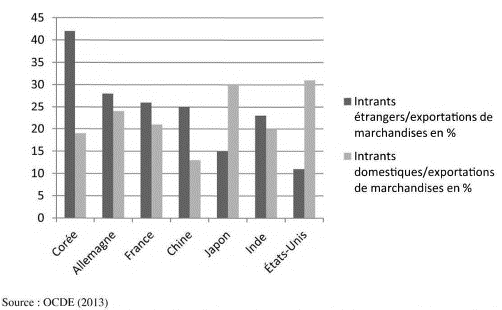 45
40
35
30
25
20
15
10
5
0
Corée
Allemagne
France
Chine
Japon
Inde
États-Unis
Intrants
étrangers/exportations de
marchandises en %
Intrants
domestiques/exportations
de marchandises en %
Source : OCDE (2013)